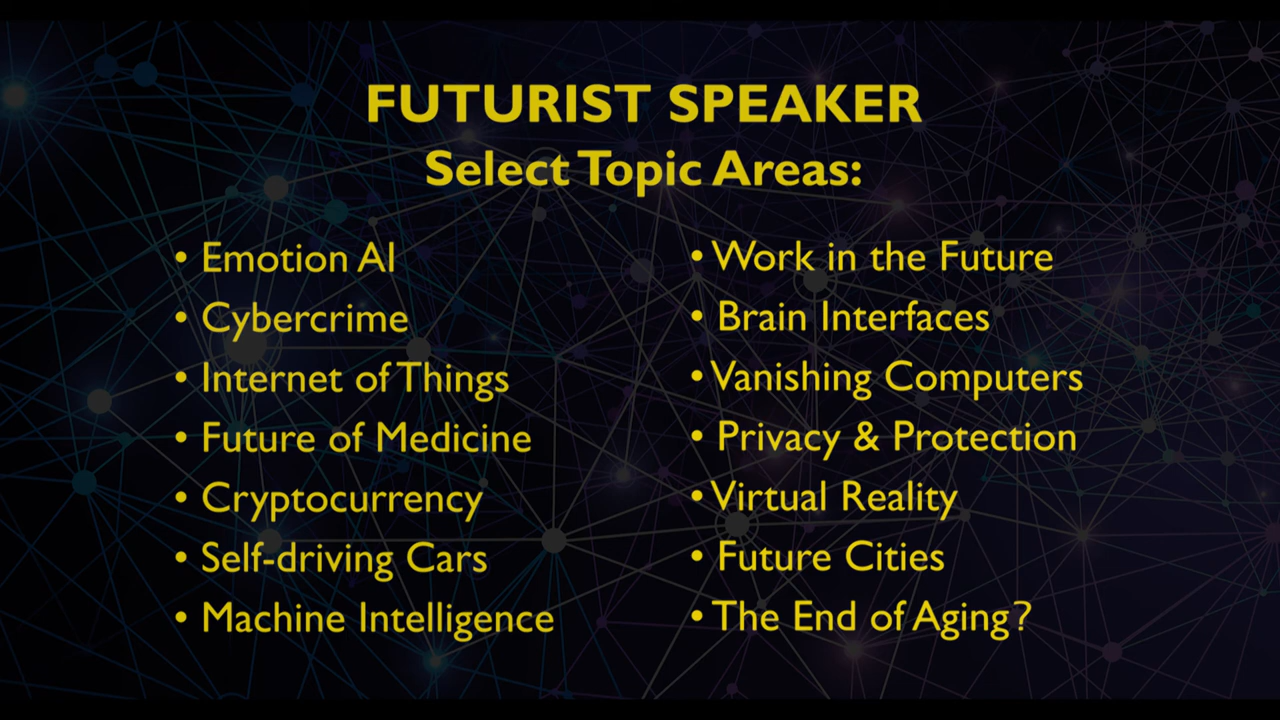 FUTURIST SPEAKER
Select Topic Areas:
• Emotion AI
• Cybercrime
• Internet of Things
• Future of Medicine
• Cryptocurrency
• Self-driving Cars
• Machine Intelligence
• Work in the Future
• Brain Interfaces
• Vanishing Computers
• Privacy & Protection
• Virtual Reality
• Future Cities
• The End of Aging?